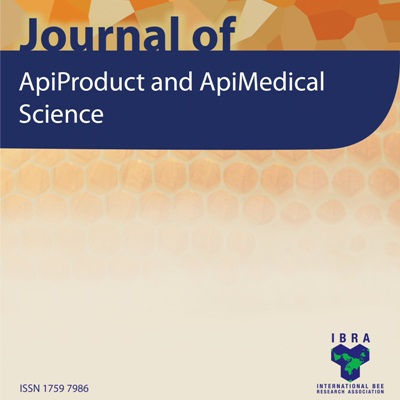 Journal of
ApiProduct and ApiMedical
Science
IBRA
INTERNATIONAL BEE
RESEARCH ASSOCIATION
ISSN 1759 7986